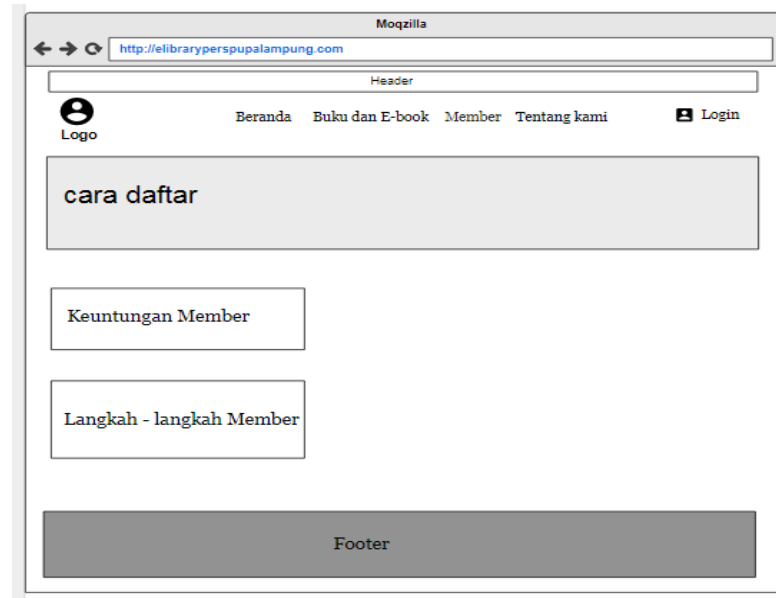 Moqzilla
http://elibraryperspupalampung.com
Header
Logo
Beranda Buku dan E-book Member Tentang kami
Login
cara daftar
Keuntungan Member
Langkah - langkah Member
Footer